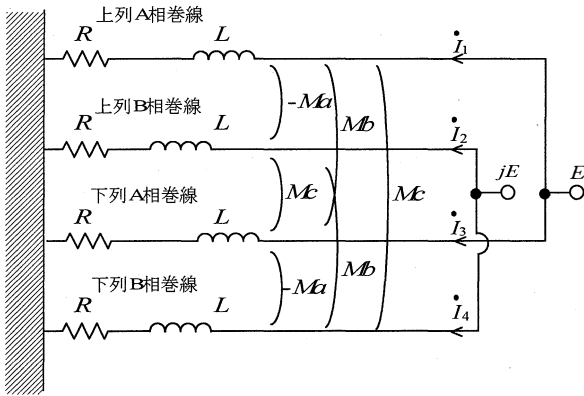 上列A相巻線
R L İ1
-Ma
上列B相巻線
Mb
R L İ2
jE E
Mc Mc
下列A相巻線
R L İ3
下列B相巻線
-Ma Mb
R L İ4